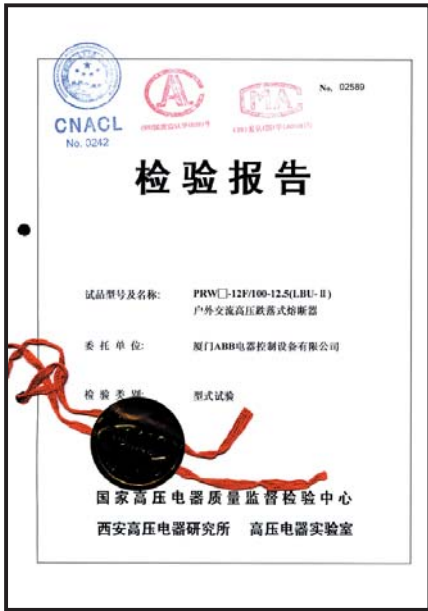 No. 02589
CNACL
No. 0242
MA
检验报告
试品型号及名称: PRW□-12F/100-12.5(LBU-Ⅱ)
户外交流高压跌落式熔断器
委托单位: 厦门ABB电器控制设备有限公司
检验类别: 型式试验
国家高压电器质量监督检验中心
西安高压电器研究所 高压电器实验室